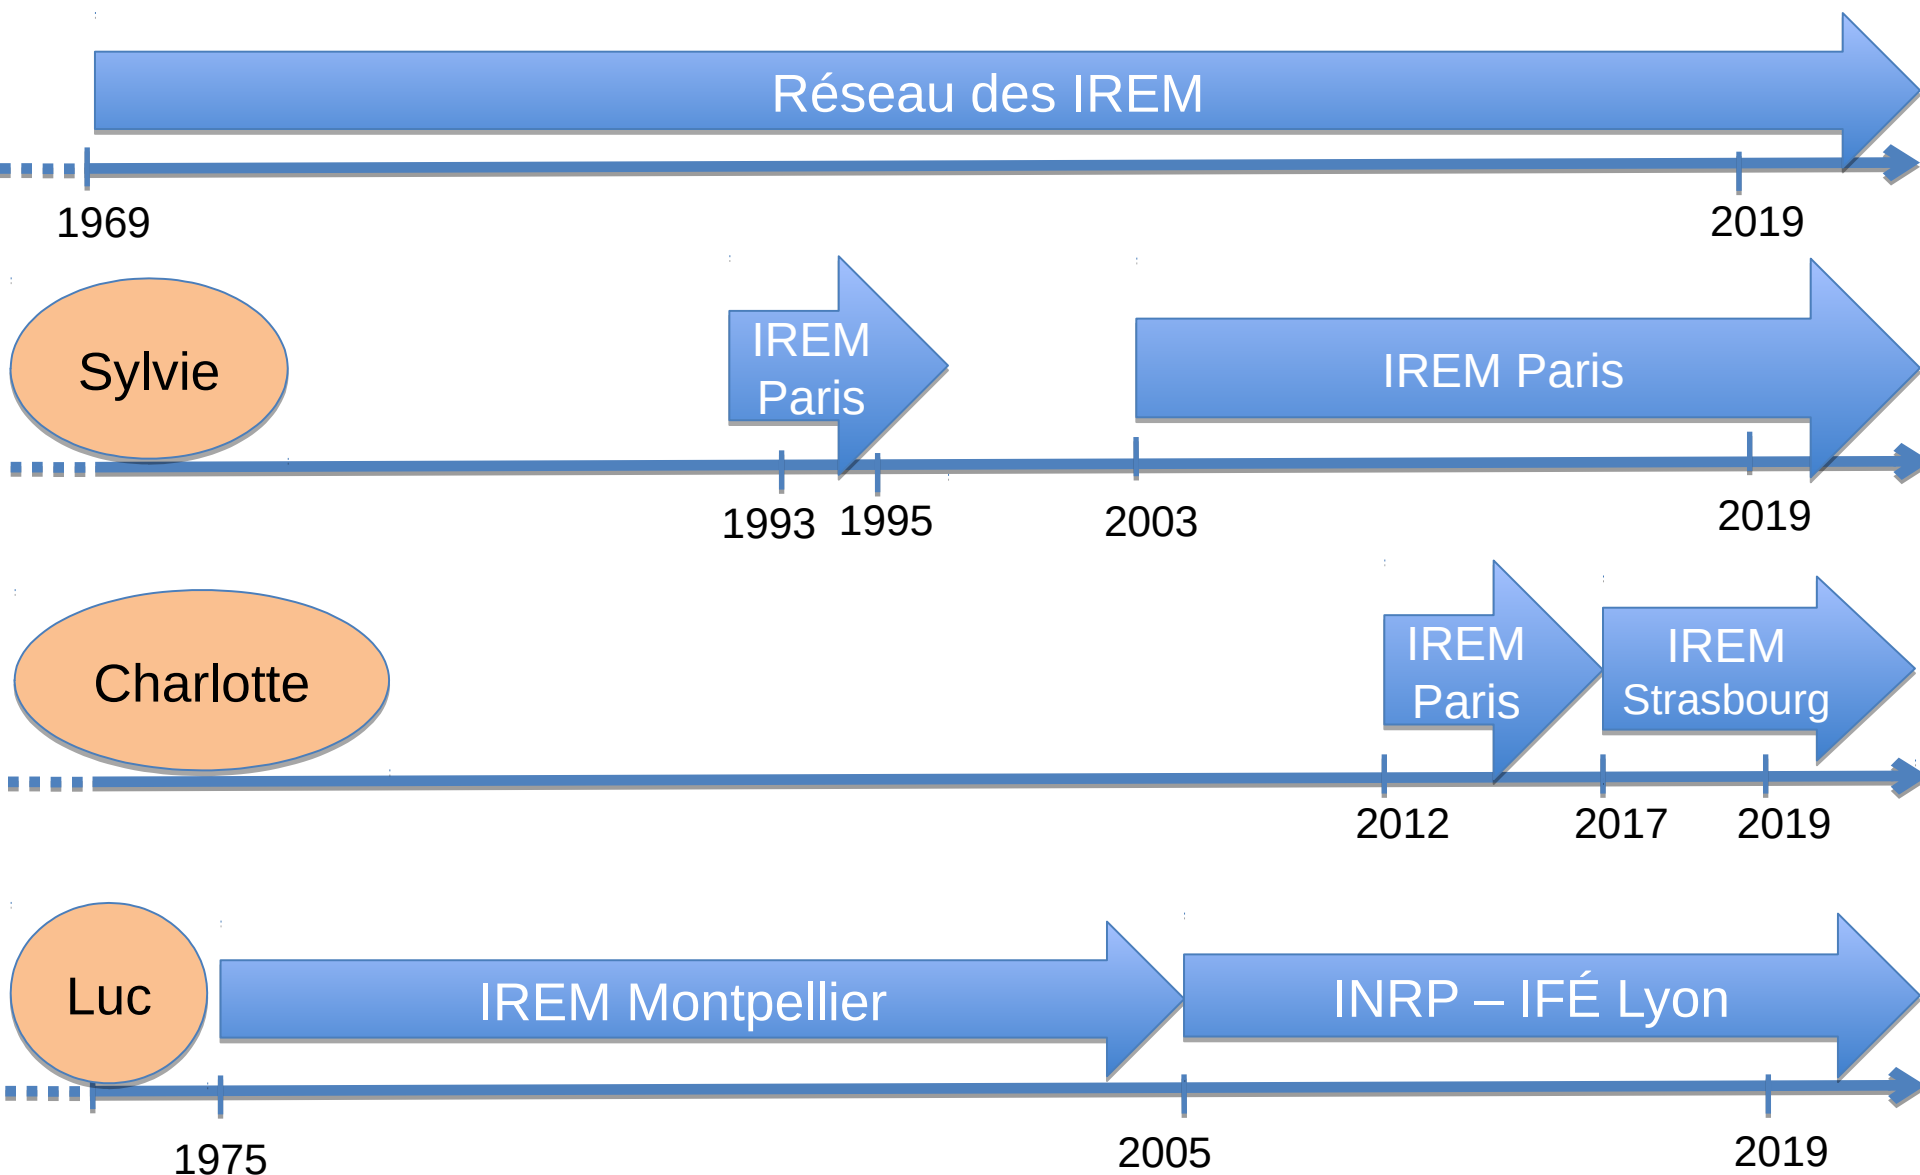 Réseau des IREM
1969
2019
Sylvie
IREM
Paris
IREM Paris
1993
1995
2003
2019
Charlotte
IREM
Paris
IREM
Strasbourg
2012
2017
2019
Luc
IREM Montpellier
INRP – IFÉ Lyon
1975
2005
2019